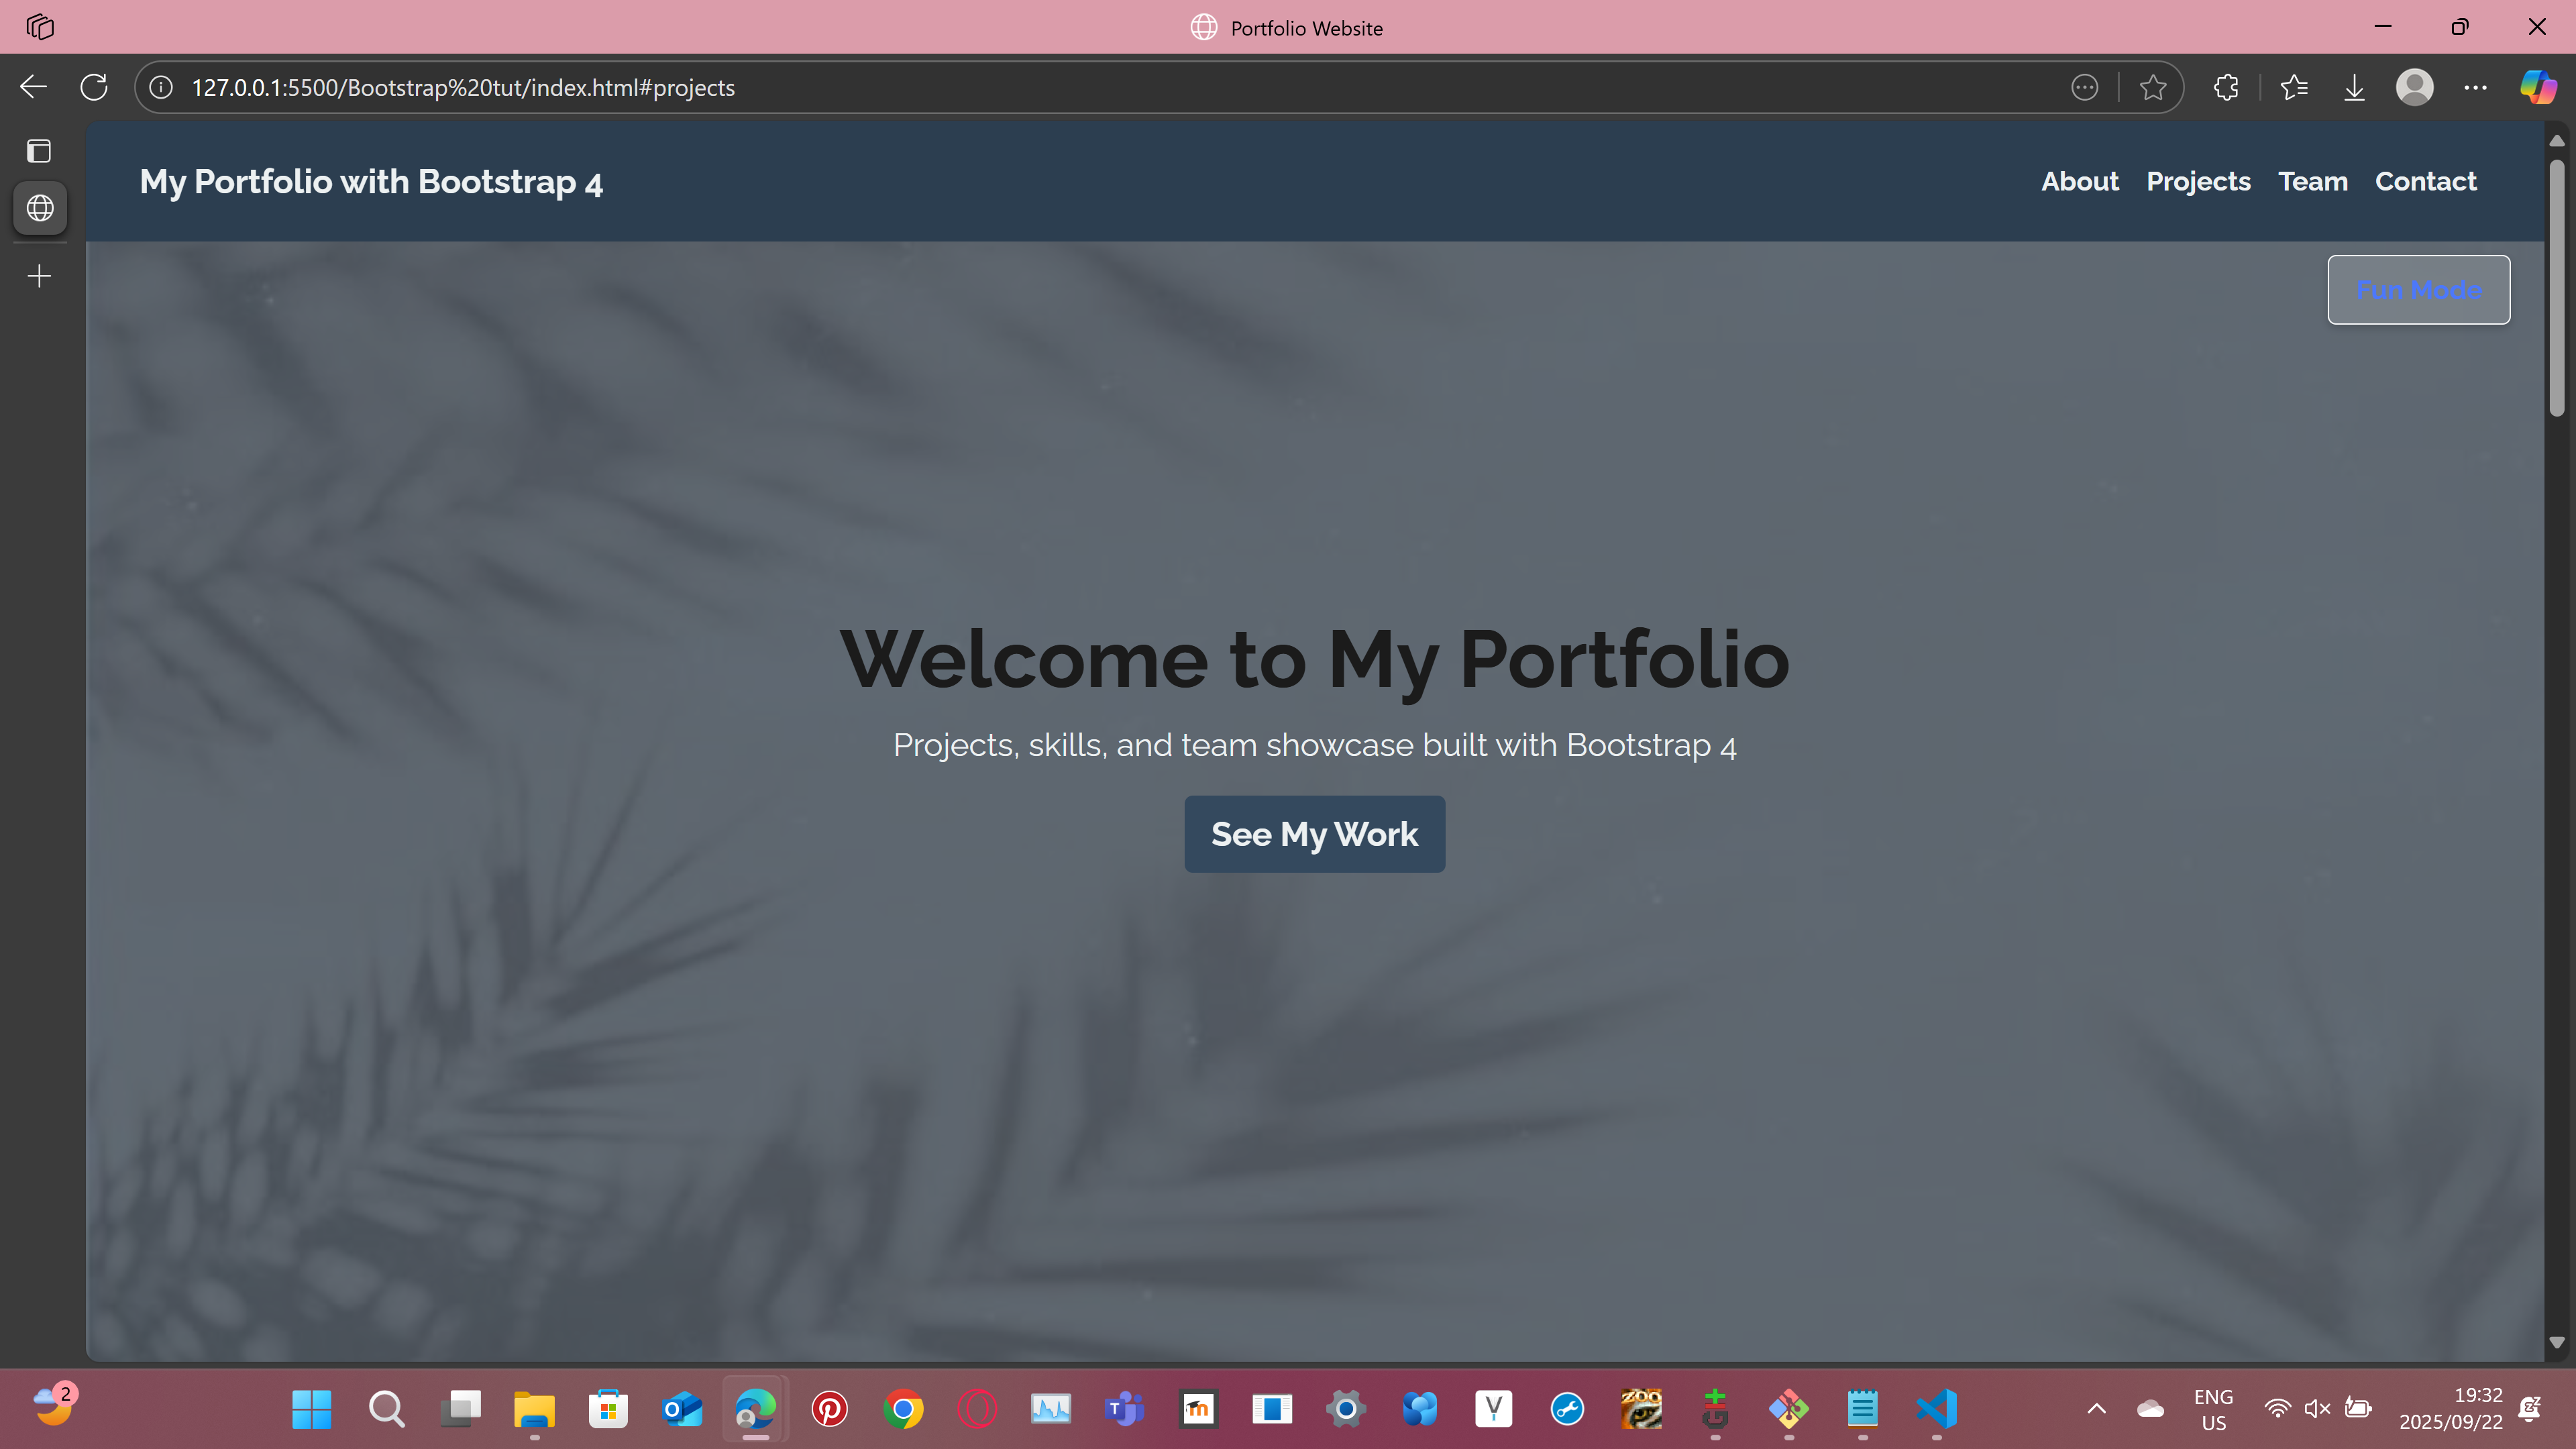 Portfolio Website
127.0.0.1:5500/Bootstrap%20tut/index.html#projects
My Portfolio with Bootstrap 4
About Projects Team Contact
Fun Mode
Welcome to My Portfolio
Projects, skills, and team showcase built with Bootstrap 4
See My Work
2
ZOO
ENG
US
19:32
2025/09/22